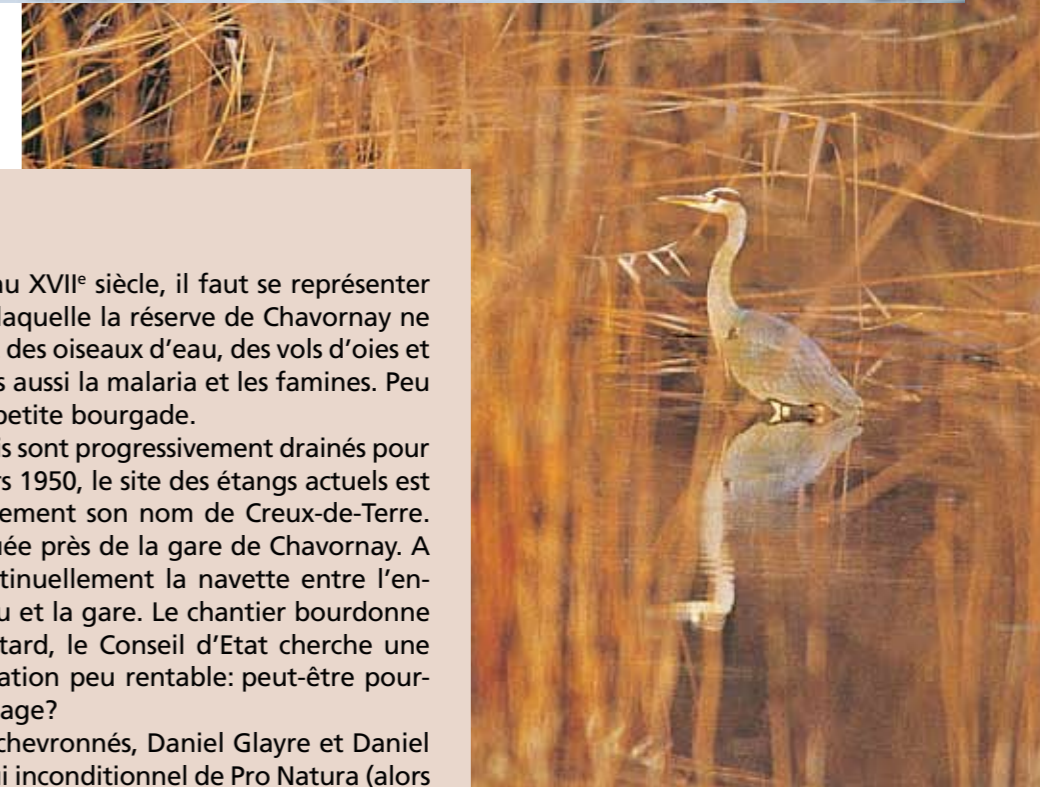 au XVIIe siècle, il faut se représenter
laquelle la réserve de Chavornay ne
des oiseaux d'eau, des vols d'oies et
s aussi la malaria et les famines. Peu
petite bourgade.
is sont progressivement drainés pour
rs 1950, le site des étangs actuels est
ement son nom de Creux-de-Terre.
uée près de la gare de Chavornay. A
tinuellement la navette entre l'en-
u et la gare. Le chantier bourdonne
tard, le Conseil d'Etat cherche une
ation peu rentable: peut-être pour-
age?
chevronnés, Daniel Glayre et Daniel
ui inconditionnel de Pro Natura (alors